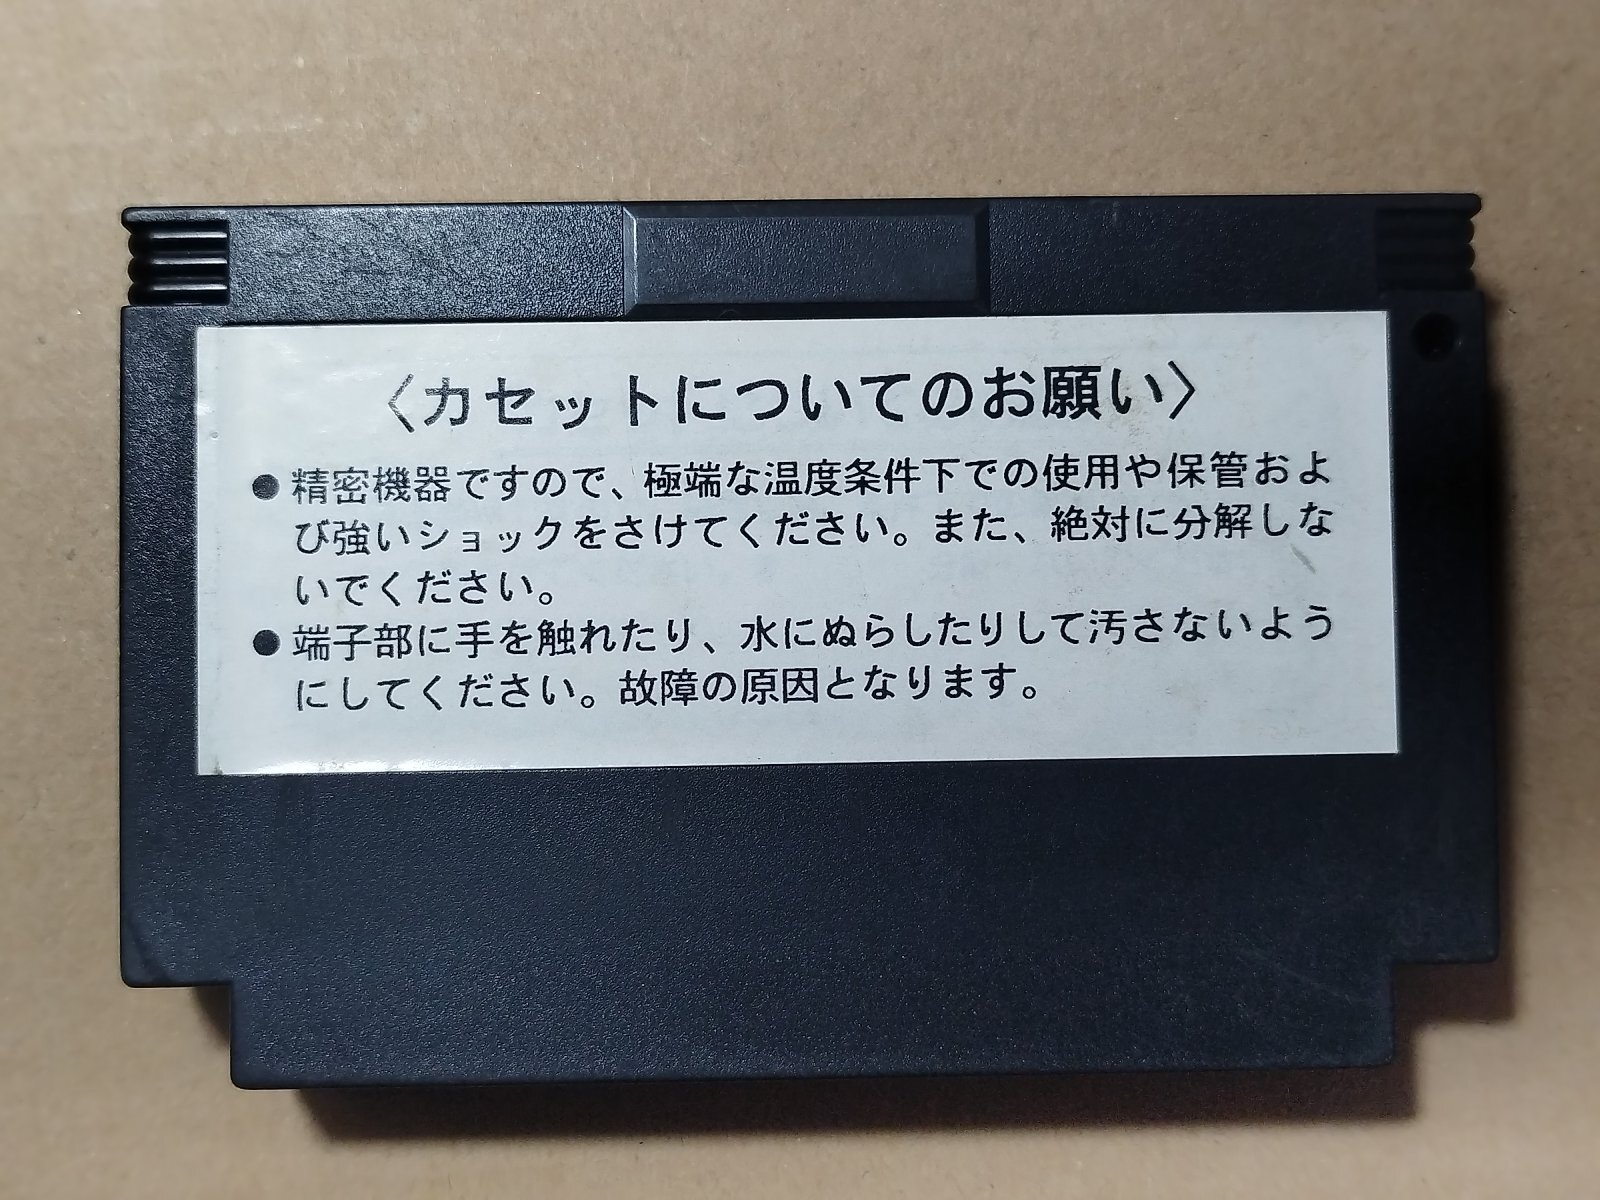 〈カセットについてのお願い〉
●精密機器ですので、極端な温度条件下での使用や保管およ
び強いショックをさけてください。また、絶対に分解しな
いでください。
●端子部に手を触れたり、水にぬらしたりして汚さないよう
にしてください。故障の原因となります。